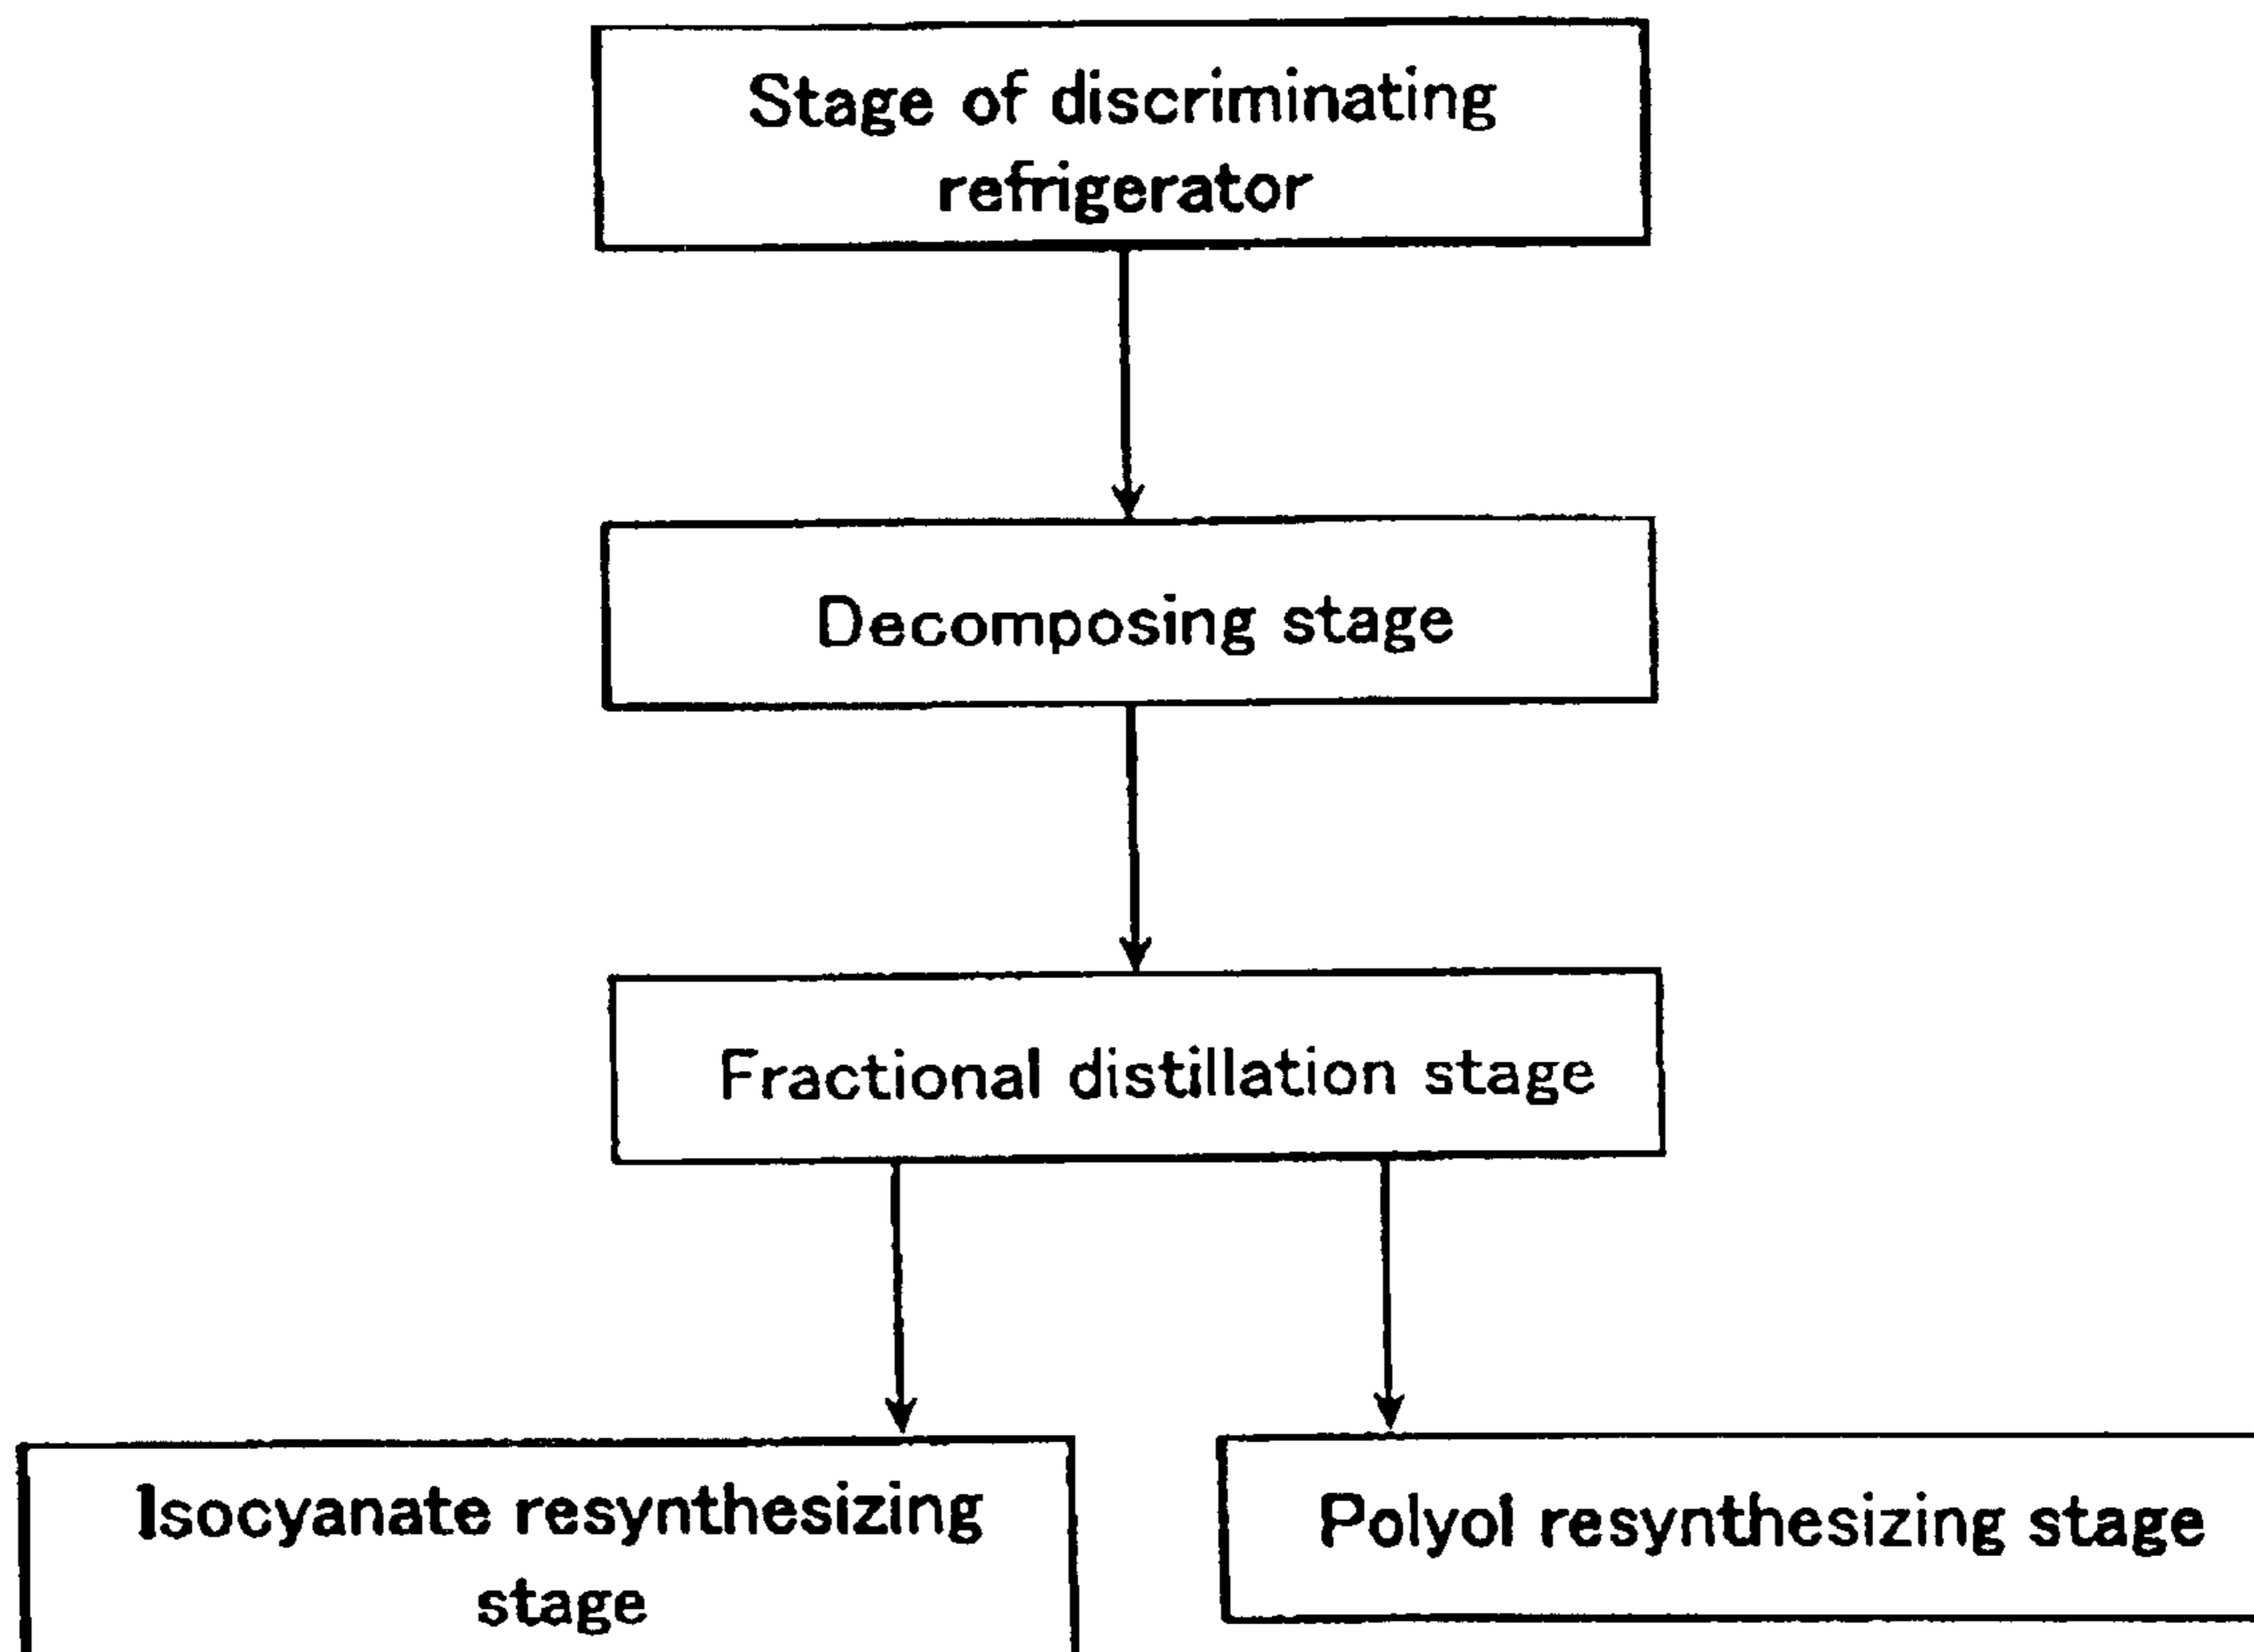 Stage of discriminating
refrigerator
Decomposing stage
Fractional distillation stage
Isocyanate resynthesizing
stage
Polyol resynthesizing stage